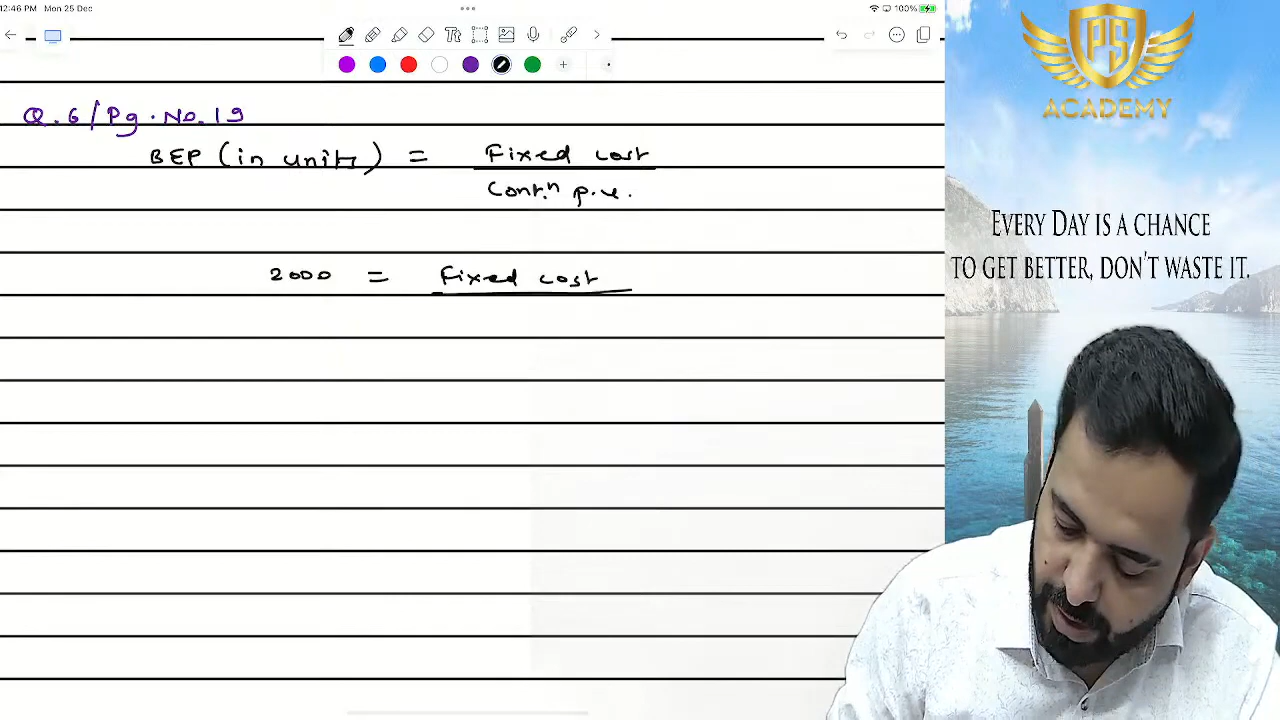 12:46 PM Mon 25 Dec
100%
Q.6/Pg.No.19
BEP (in units) = Fixed cost
Cont.n p.u.
2000 = Fixed cost
PS
ACADEMY
EVERY DAY IS A CHANCE
TO GET BETTER, DON'T WASTE IT.